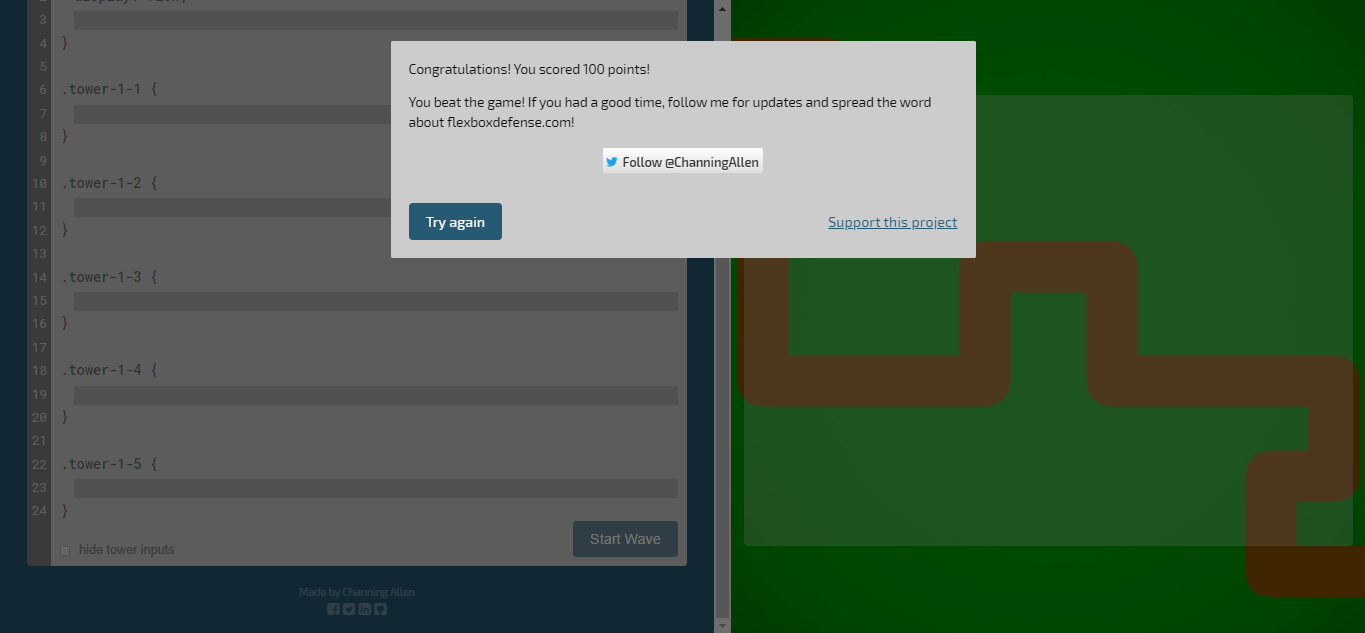 3
4 }
5
6 .tower-1-1 {
7
8 }
9
10 .tower-1-2 {
11
12 }
13
14 .tower-1-3 {
15
16 }
17
18 .tower-1-4 {
19
20 }
21
22 .tower-1-5 {
23
24 }
hide tower inputs
Start Wave
Made by Channing Allen
Congratulations! You scored 100 points!
You beat the game! If you had a good time, follow me for updates and spread the word
about flexboxdefense.com!
Follow @ChanningAllen
Try again
Support this project